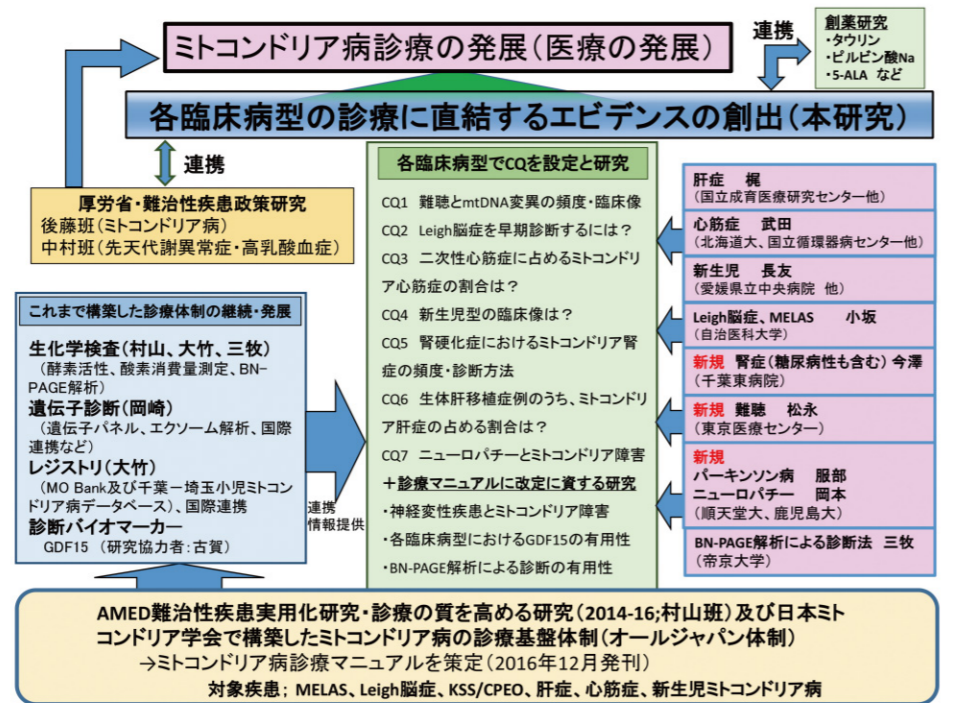 ミトコンドリア病診療の発展(医療の発展)
連携
創薬研究
・タウリン
・ピルビン酸Na
・5-ALA など
各臨床病型の診療に直結するエビデンスの創出(本研究)
連携
厚労省・難治性疾患政策研究
後藤班(ミトコンドリア病)
中村班(先天代謝異常症・高乳酸血症)
これまで構築した診療体制の継続・発展
生化学検査(村山、大竹、三牧)
(酵素活性、酸素消費量測定、BN-
PAGE解析)
遺伝子診断(岡崎)
(遺伝子パネル、エクソーム解析、国際
連携など)
レジストリ(大竹)
(MO Bank及び千葉－埼玉小児ミトコン
ドリア病データベース)、国際連携
診断バイオマーカー
GDF15 (研究協力者:古賀)
連携
情報提供
各臨床病型でCQを設定と研究
CQ1 難聴とmtDNA変異の頻度・臨床像
CQ2 Leigh脳症を早期診断するには？
CQ3 二次性心筋症に占めるミトコンドリ
ア心筋症の割合は？
CQ4 新生児型の臨床像は？
CQ5 腎硬化症におけるミトコンドリア腎
症の頻度・診断方法
CQ6 生体肝移植症例のうち、ミトコンドリ
ア肝症の占める割合は？
CQ7 ニューロパチーとミトコンドリア障害
＋診療マニュアルに改定に資する研究
・神経変性疾患とミトコンドリア障害
・各臨床病型におけるGDF15の有用性
・BN-PAGE解析による診断の有用性
肝症 梶
(国立成育医療研究センター他)
心筋症 武田
(北海道大、国立循環器病センター他)
新生児 長友
(愛媛県立中央病院 他)
Leigh脳症、MELAS 小坂
(自治医科大学)
新規 腎症(糖尿病性も含む) 今澤
(千葉東病院)
新規 難聴 松永
(東京医療センター)
新規
パーキンソン病 服部
ニューロパチー 岡本
(順天堂大、鹿児島大)
BN-PAGE解析による診断法 三牧
(帝京大学)
AMED難治性疾患実用化研究・診療の質を高める研究(2014-16;村山班)及び日本ミト
コンドリア学会で構築したミトコンドリア病の診療基盤体制(オールジャパン体制)
→ミトコンドリア病診療マニュアルを策定(2016年12月発刊)
対象疾患; MELAS、Leigh脳症、KSS/CPEO、肝症、心筋症、新生児ミトコンドリア病